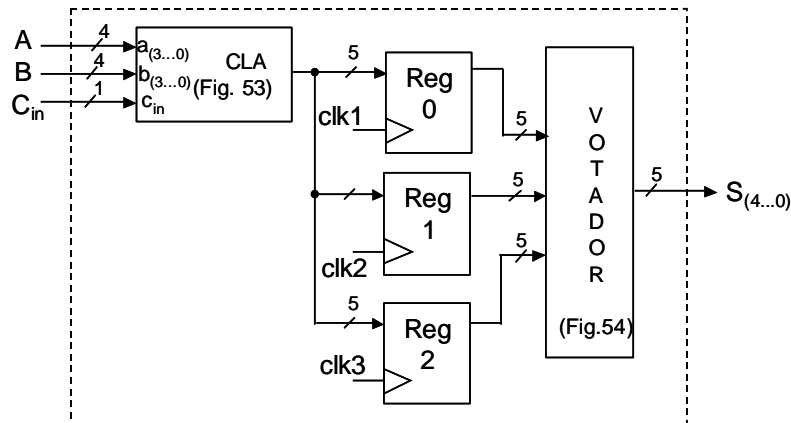 A
4
a(3...0)
B
4
b(3...0)
Cin
1
cin
CLA
(Fig. 53)
5
Reg
0
clk1
5
Reg
1
clk2
5
5
Reg
2
clk3
5
V
O
T
A
D
O
R
(Fig.54)
5
S(4...0)